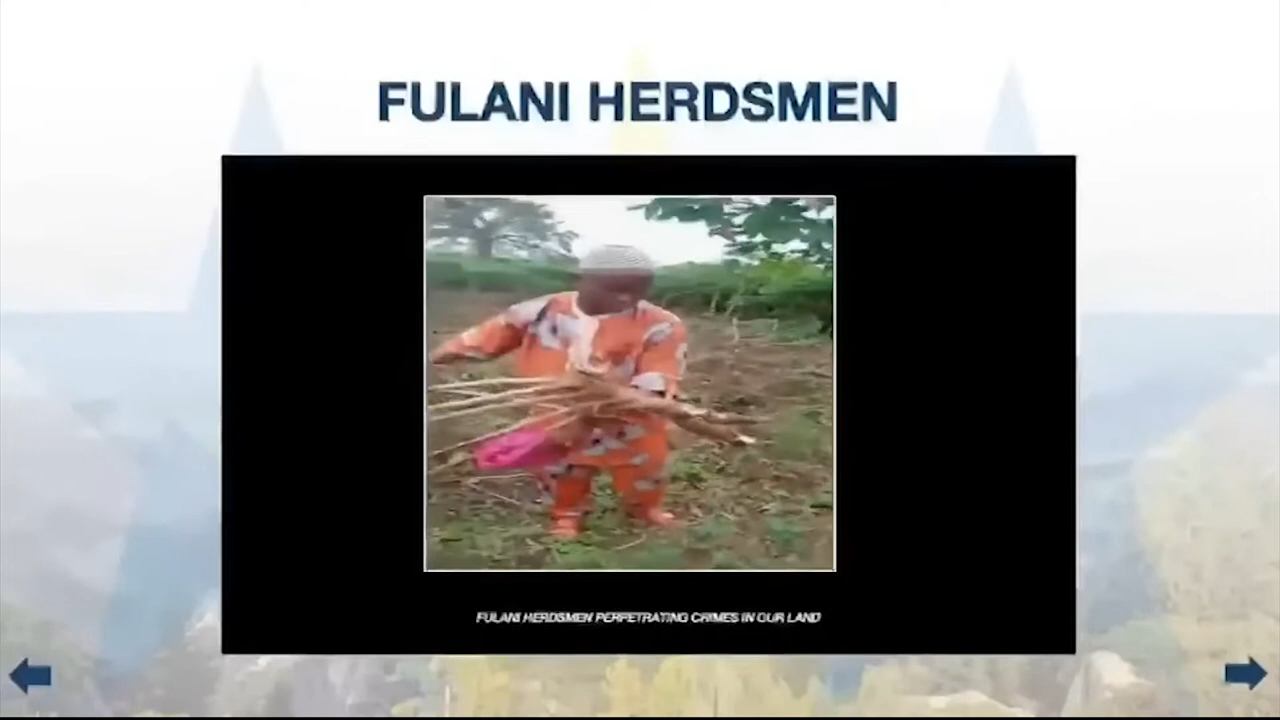 FULANI HERDSMEN
FULANI HERDSMEN PERPETRATING CRIMES IN OUR LAND